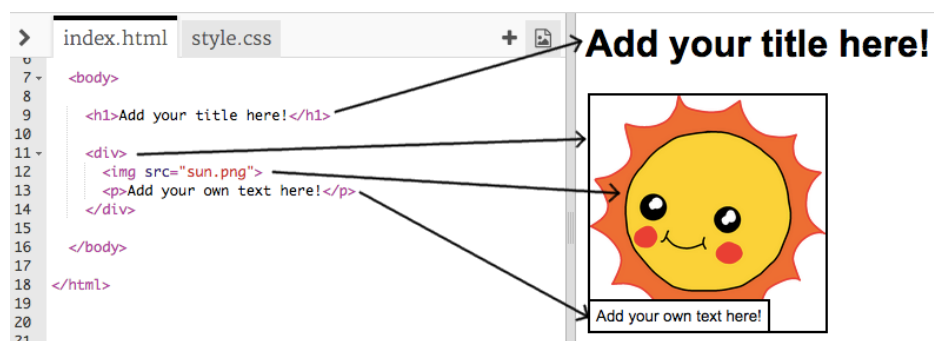 index.html style.css +
Add your title here!
6
7 <body>
8
9 <h1>Add your title here!</h1>
10
11 <div>
12 <img src="sun.png">
13 <p>Add your own text here!</p>
14 </div>
15
16 </body>
17
18 </html>
19
20
21
Add your own text here!